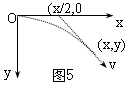 O (x/2,0
x
(x,y)
v
y
图5